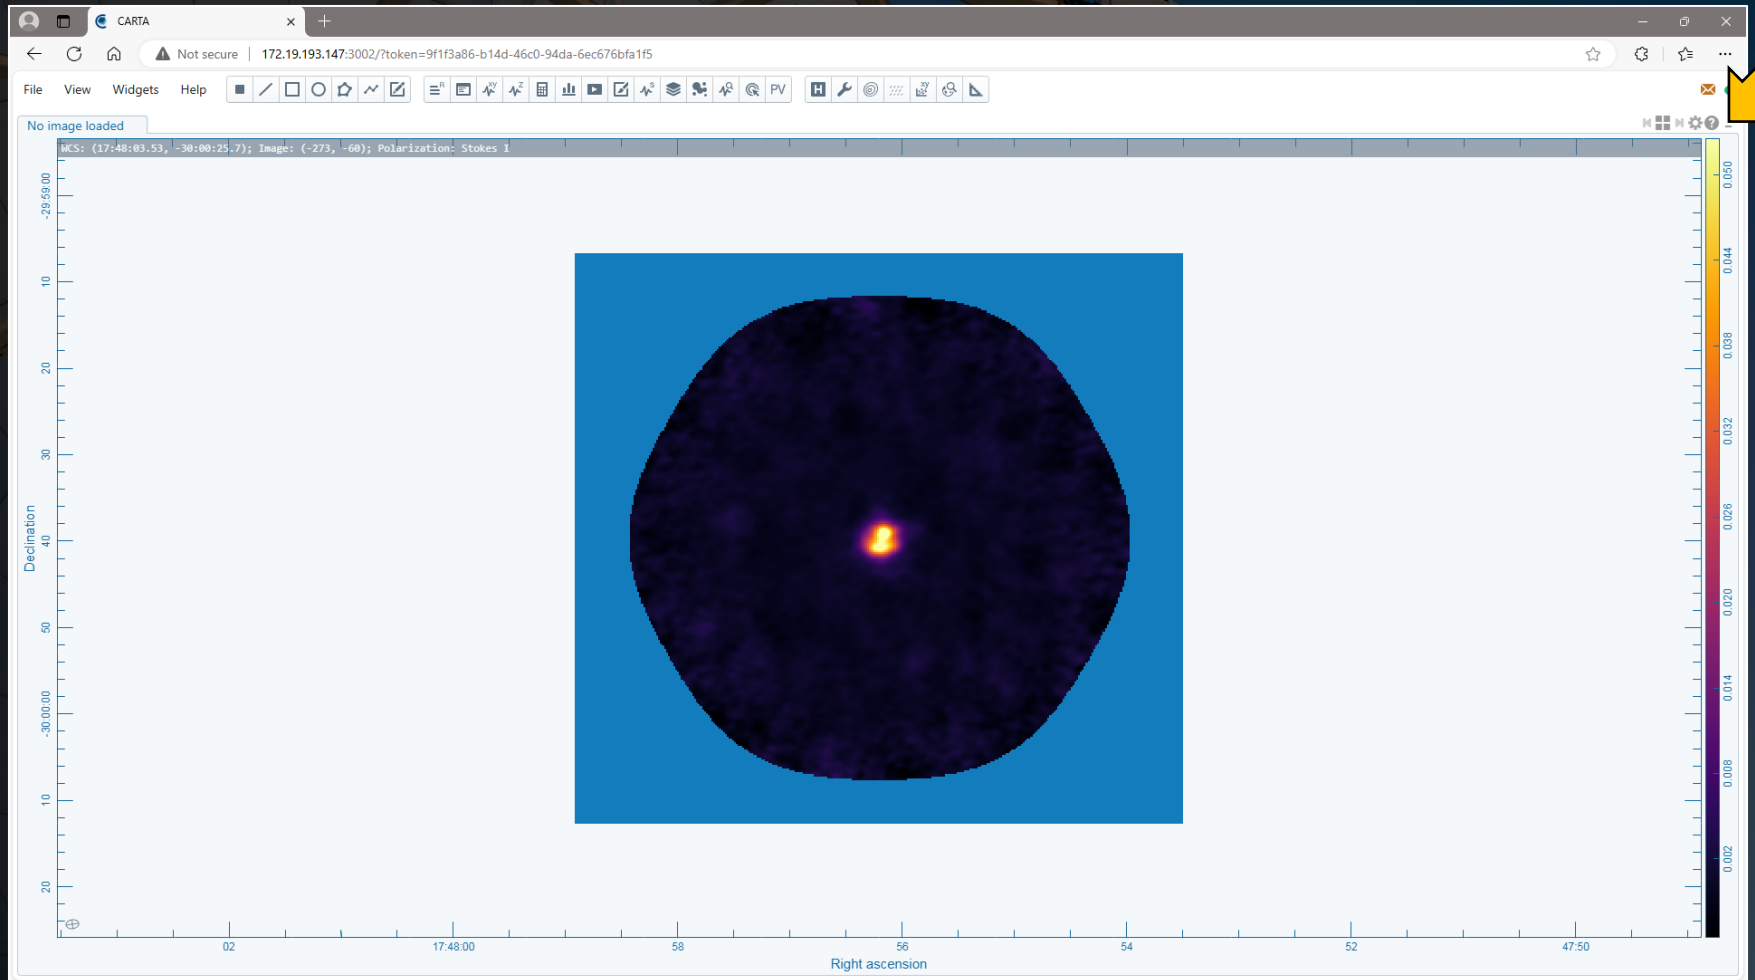 CARTA
Not secure 172.19.193.147:3002/?token=9f1f3a86-b14d-46c0-94da-6ec676bfa1f5
File View Widgets Help PV
No image loaded
WCS: (17:48:03.53, -30:00:25.7); Image: (-273, -60); Polarization: Stokes I
-29:59:00
10
20
30
40
50
-30:00:00
10
20
Declination
02 17:48:00 58 56 54 52 47:50
Right ascension
0.050
0.044
0.038
0.032
0.026
0.020
0.014
0.008
0.002